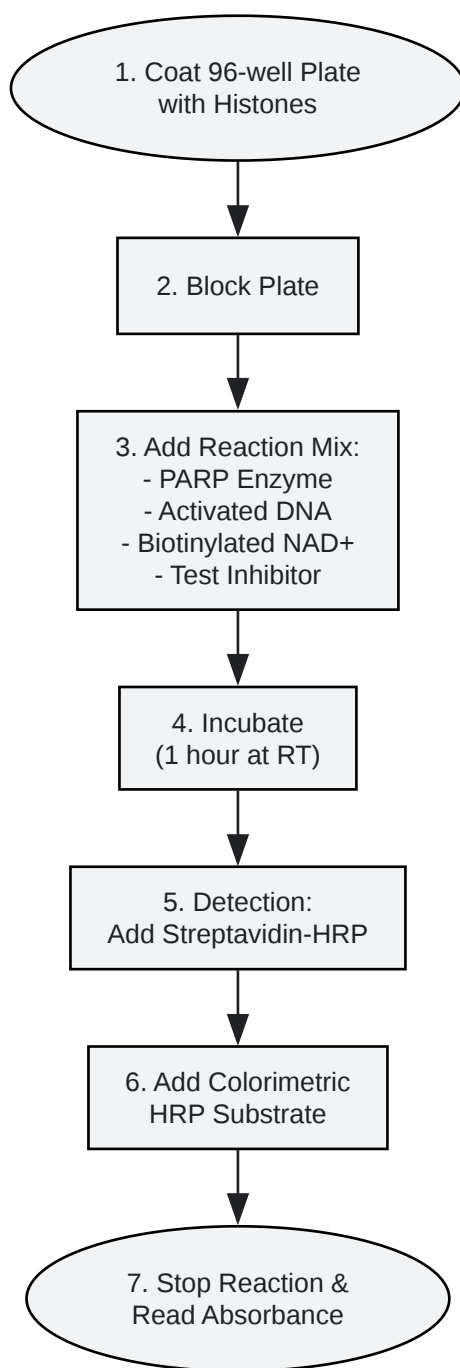 1. Coat 96-well Plate
with Histones
2. Block Plate
3. Add Reaction Mix:
- PARP Enzyme
- Activated DNA
- Biotinylated NAD+
- Test Inhibitor
4. Incubate
(1 hour at RT)
5. Detection:
Add Streptavidin-HRP
6. Add Colorimetric
HRP Substrate
7. Stop Reaction &
Read Absorbance